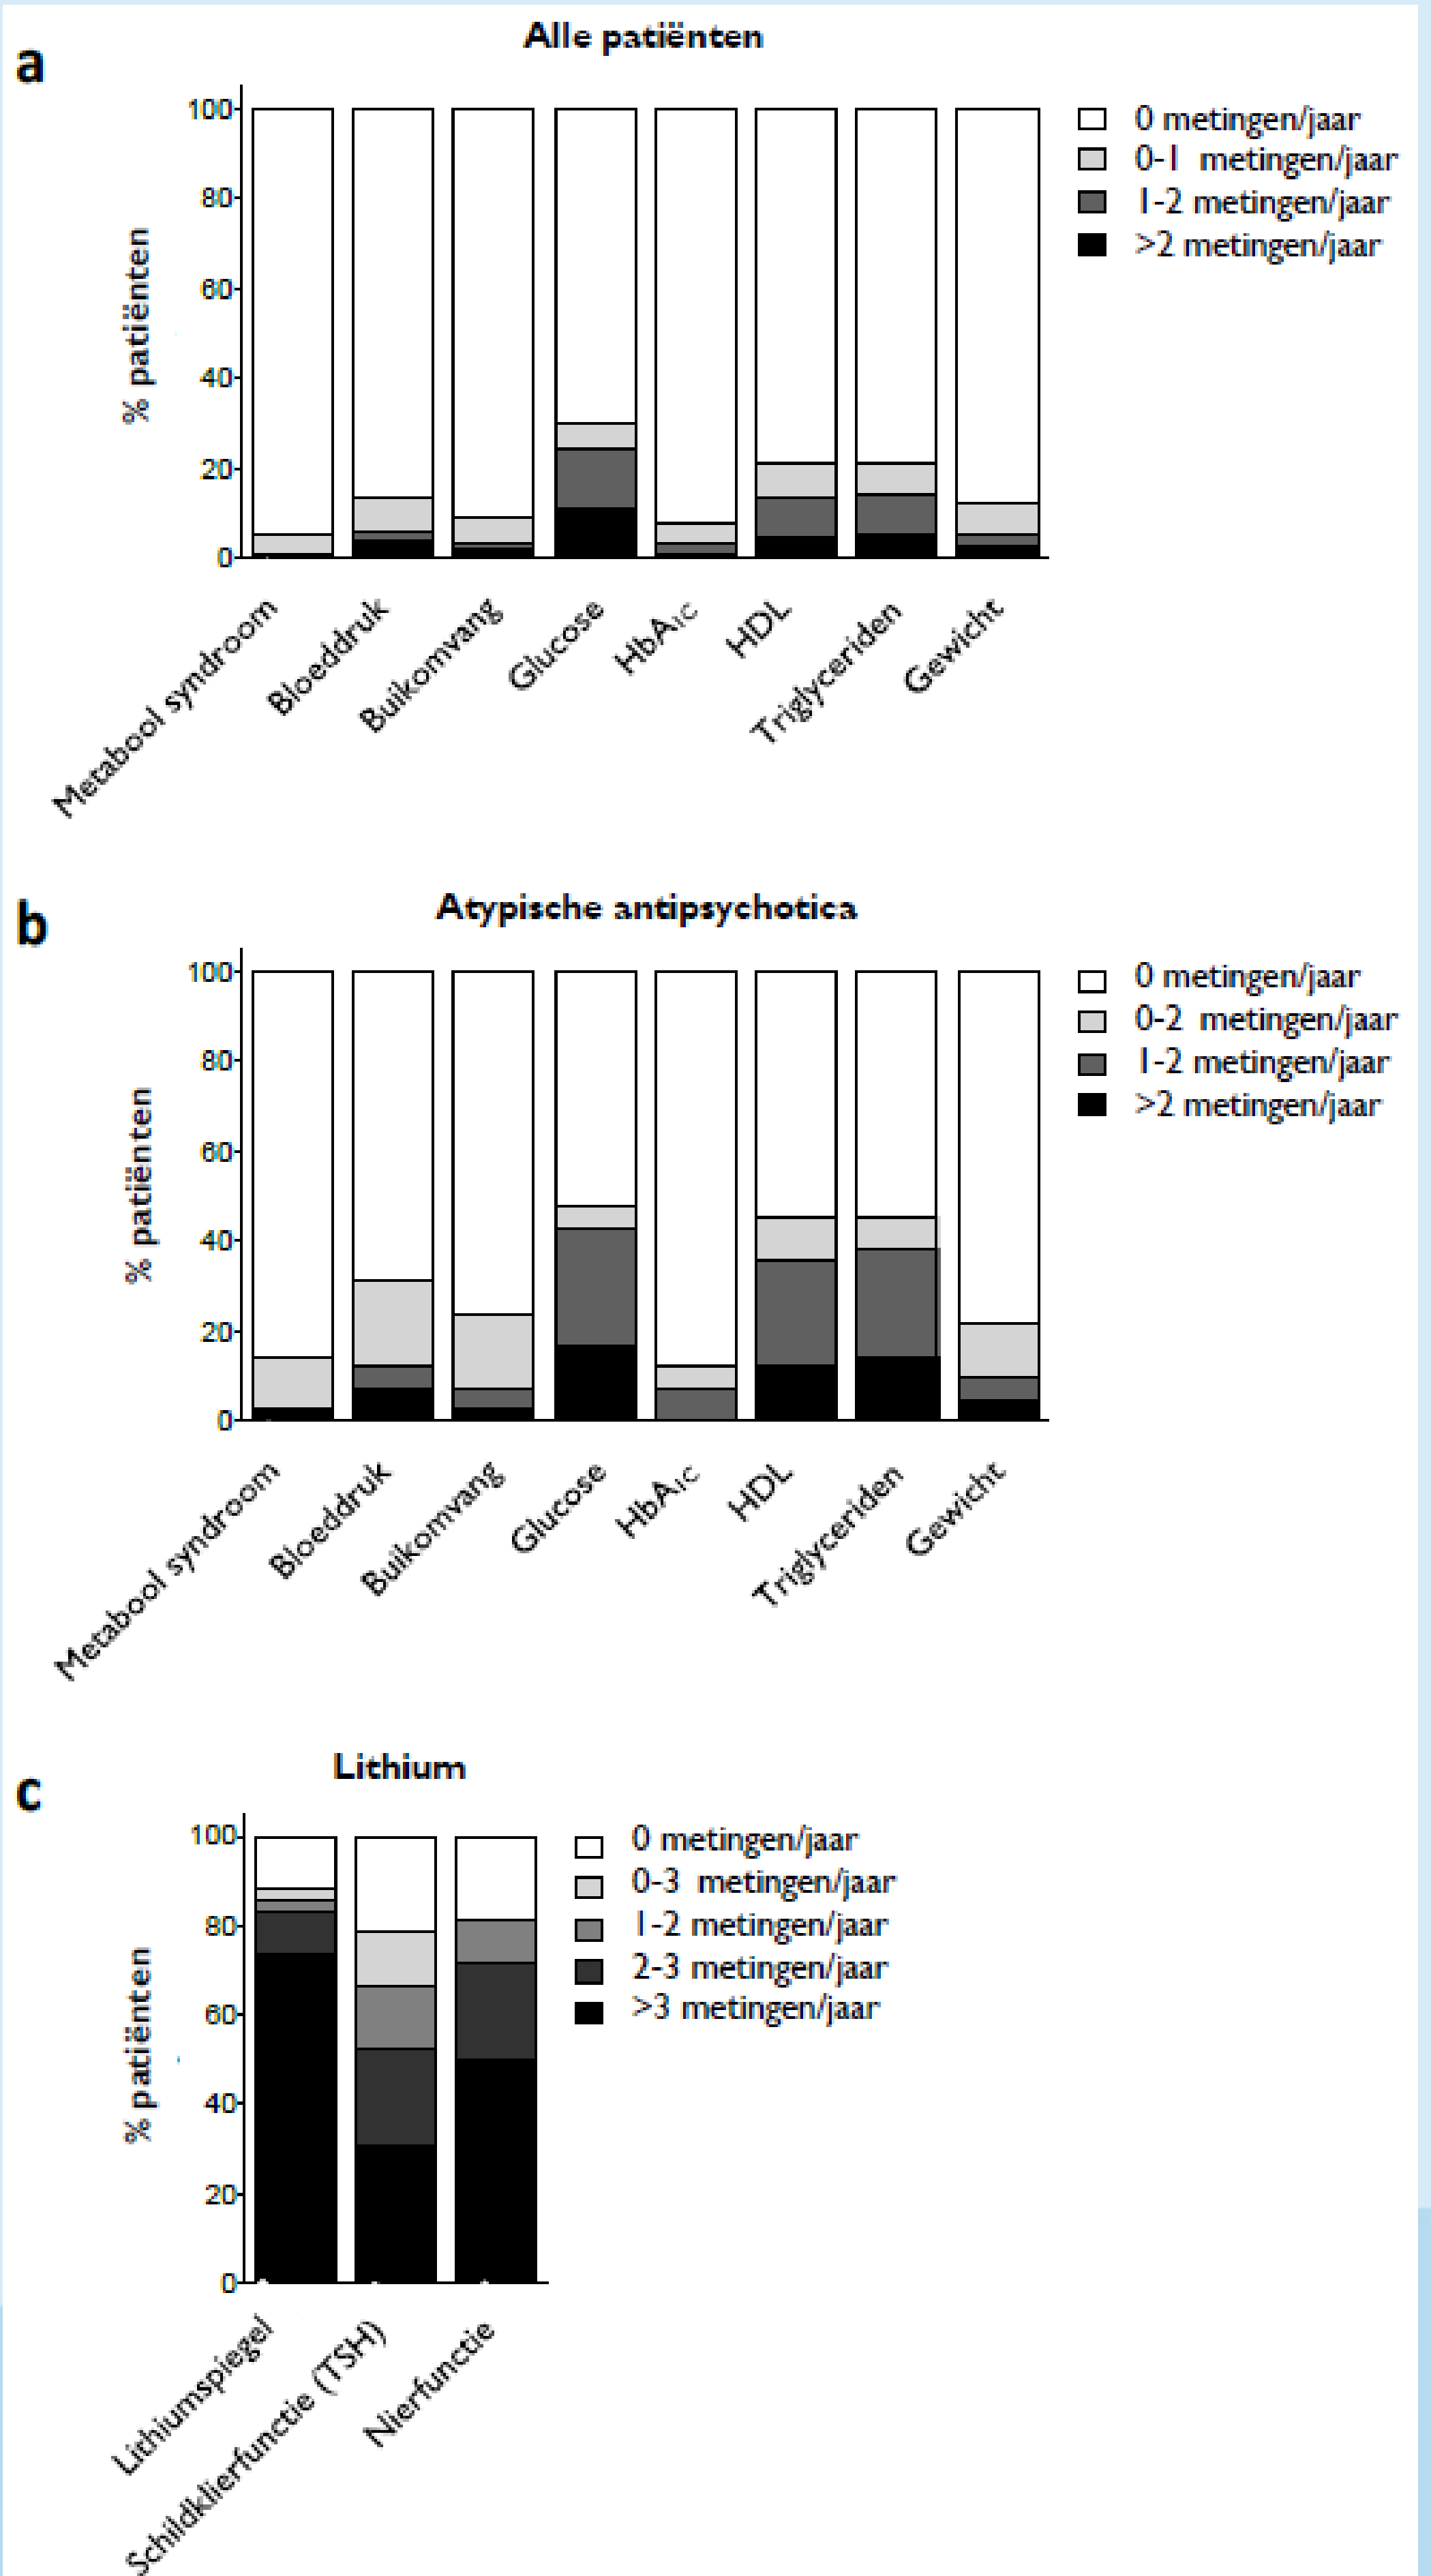 a
Alle patiënten
100
80
60
40
20
0
% patiënten
0 metingen/jaar
0-1 metingen/jaar
1-2 metingen/jaar
>2 metingen/jaar
Metabool syndroom
Bloeddruk
Buikomvang
Glucose
HbA1C
HDL
Triglyceriden
Gewicht
b
Atypische antipsychotica
100
80
60
40
20
0
% patiënten
0 metingen/jaar
0-2 metingen/jaar
1-2 metingen/jaar
>2 metingen/jaar
Metabool syndroom
Bloeddruk
Buikomvang
Glucose
HbA1C
HDL
Triglyceriden
Gewicht
c
Lithium
100
80
60
40
20
0
% patiënten
0 metingen/jaar
0-3 metingen/jaar
1-2 metingen/jaar
2-3 metingen/jaar
>3 metingen/jaar
Lithiumspiegel
Schildklierfunctie (TSH)
Nierfunctie